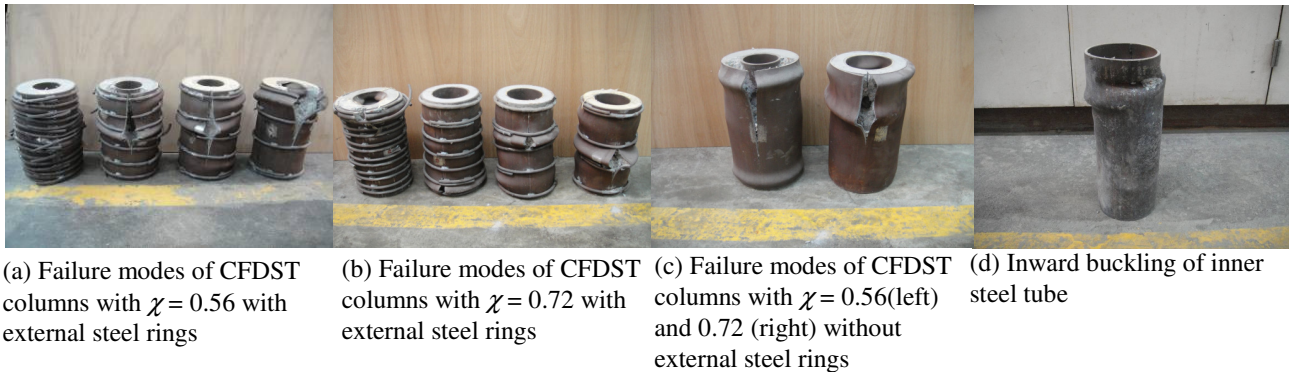 (a) Failure modes of CFDST
columns with χ = 0.56 with
external steel rings
(b) Failure modes of CFDST
columns with χ = 0.72 with
external steel rings
(c) Failure modes of CFDST
columns with χ = 0.56(left)
and 0.72 (right) without
external steel rings
(d) Inward buckling of inner
steel tube